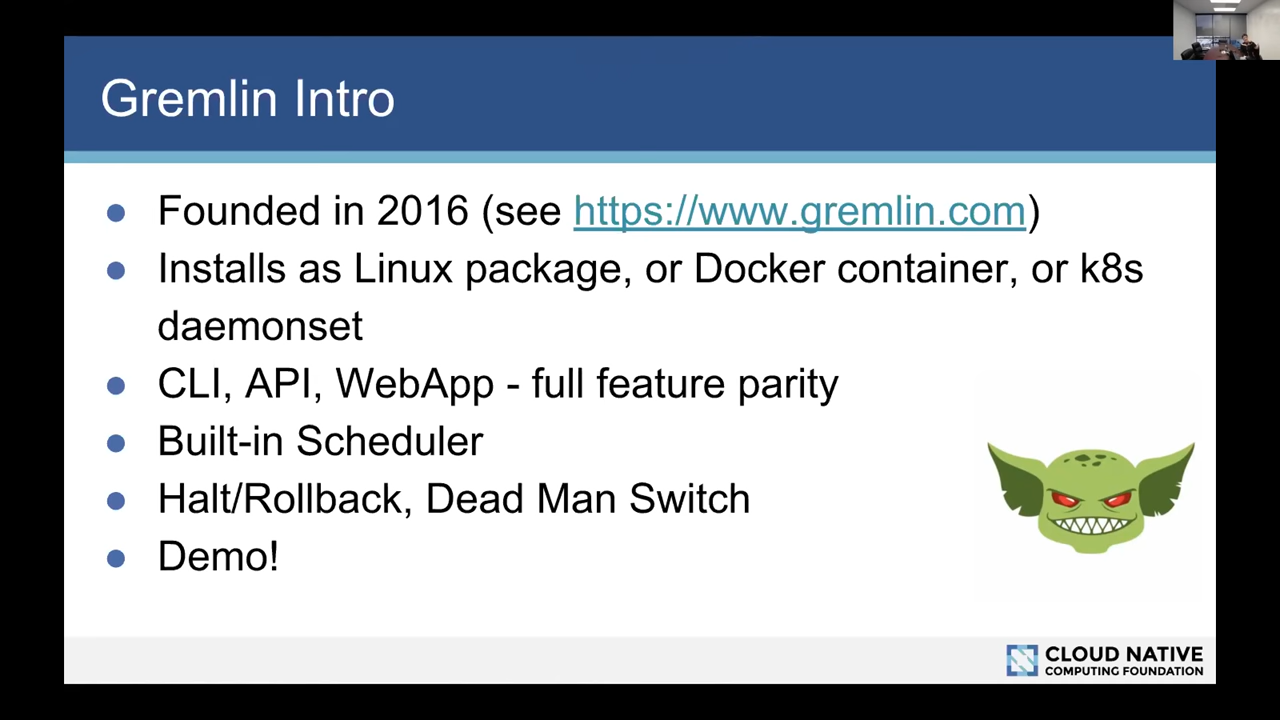 Gremlin Intro
● Founded in 2016 (see https://www.gremlin.com)
● Installs as Linux package, or Docker container, or k8s
daemonset
● CLI, API, WebApp - full feature parity
● Built-in Scheduler
● Halt/Rollback, Dead Man Switch
● Demo!
CLOUD NATIVE
COMPUTING FOUNDATION